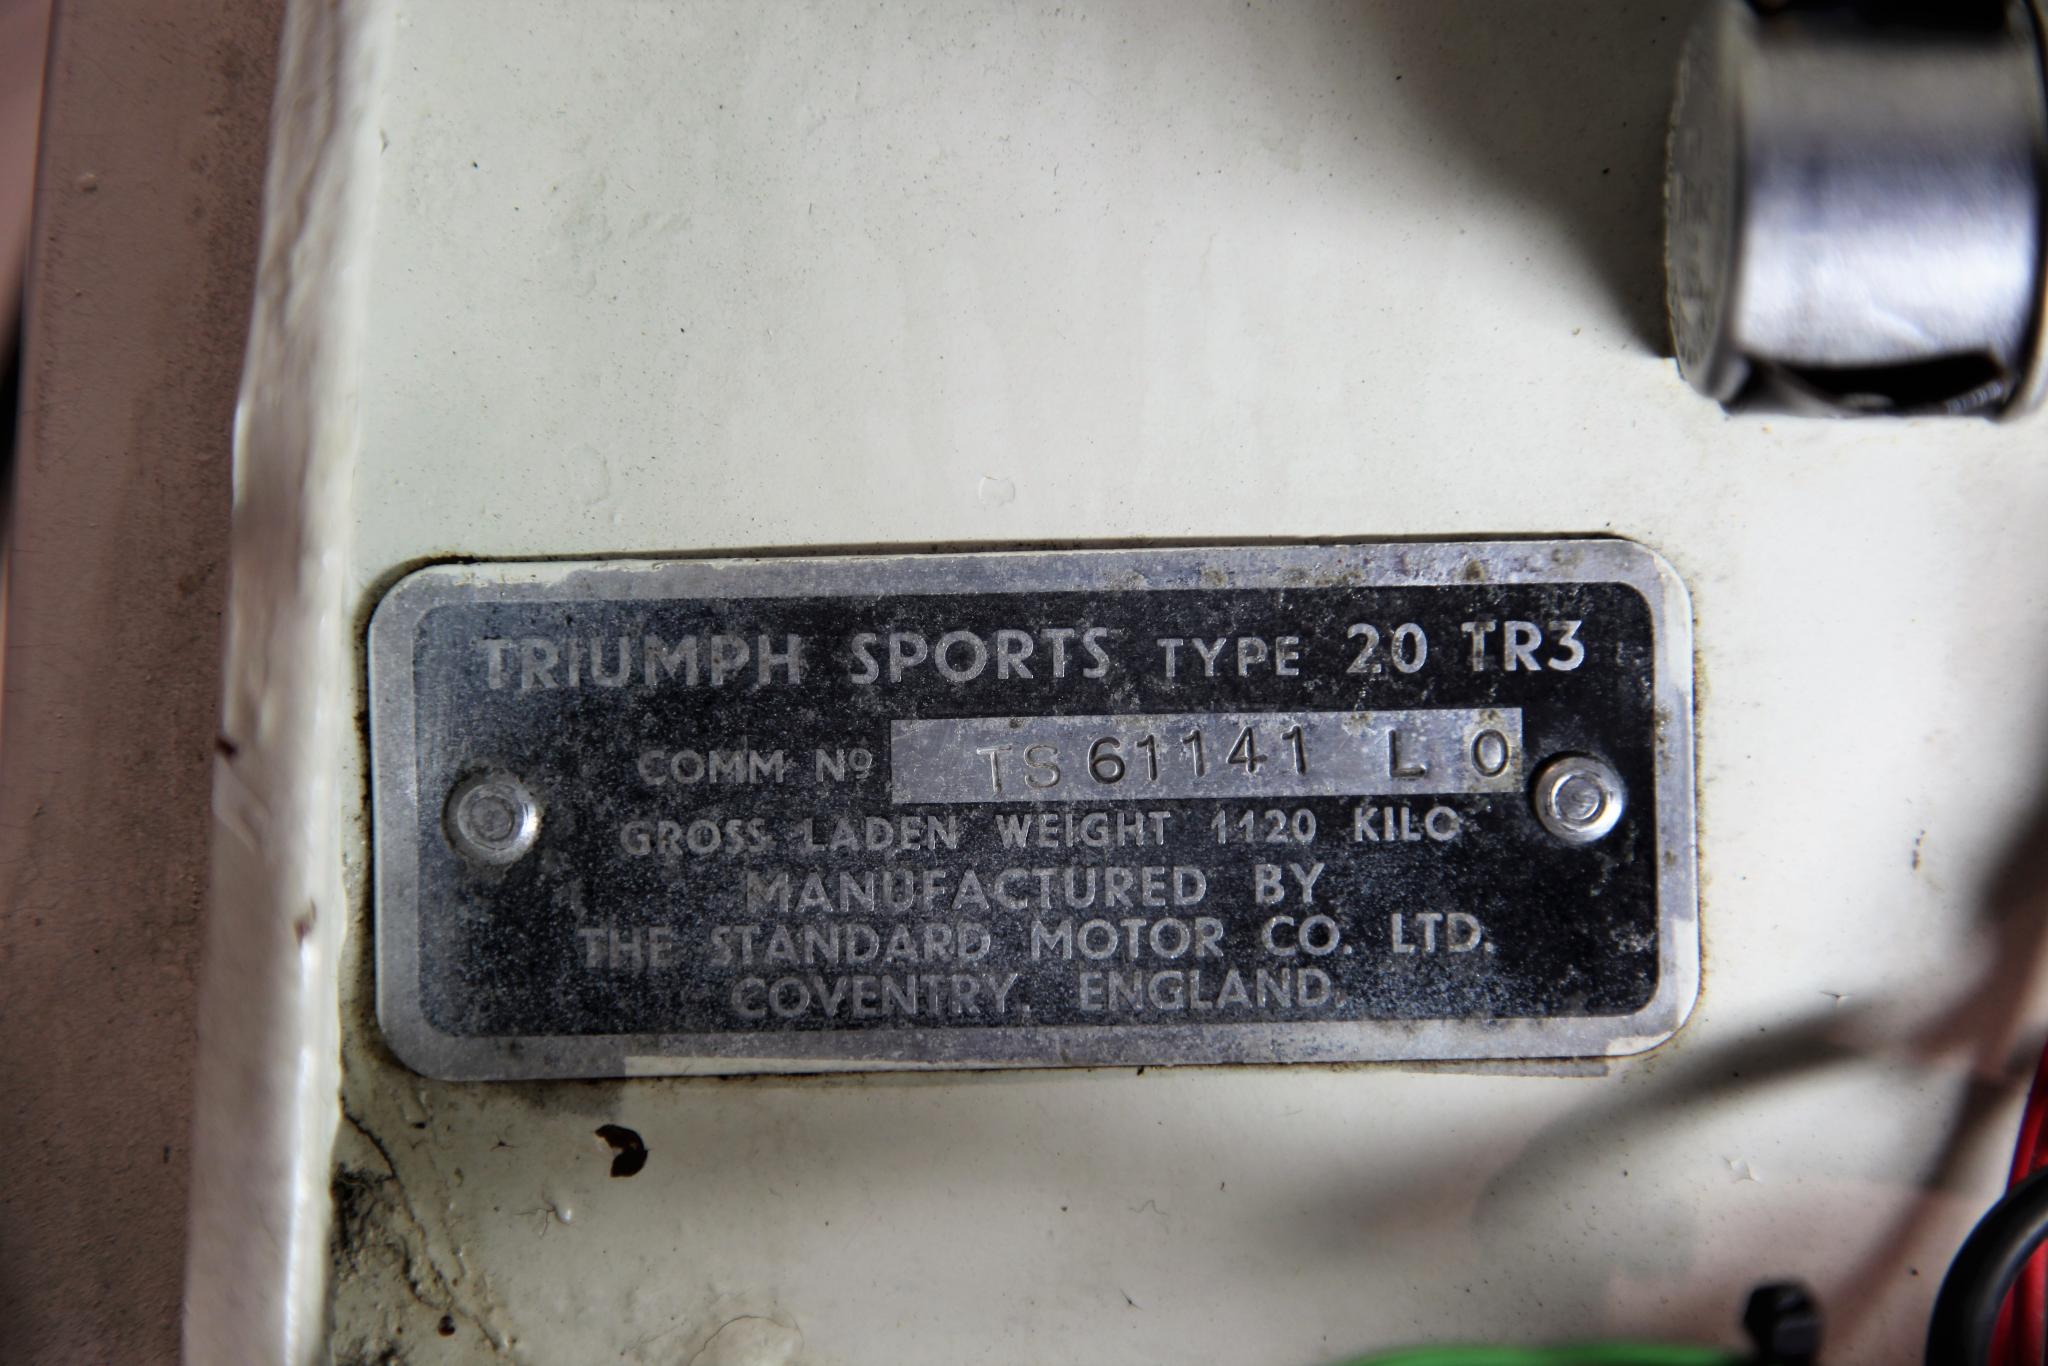 TRIUMPH SPORTS TYPE 20 TR3
COMM Nº TS 61141 L O
GROSS LADEN WEIGHT 1120 KILO
MANUFACTURED BY
THE STANDARD MOTOR CO. LTD.
COVENTRY. ENGLAND.